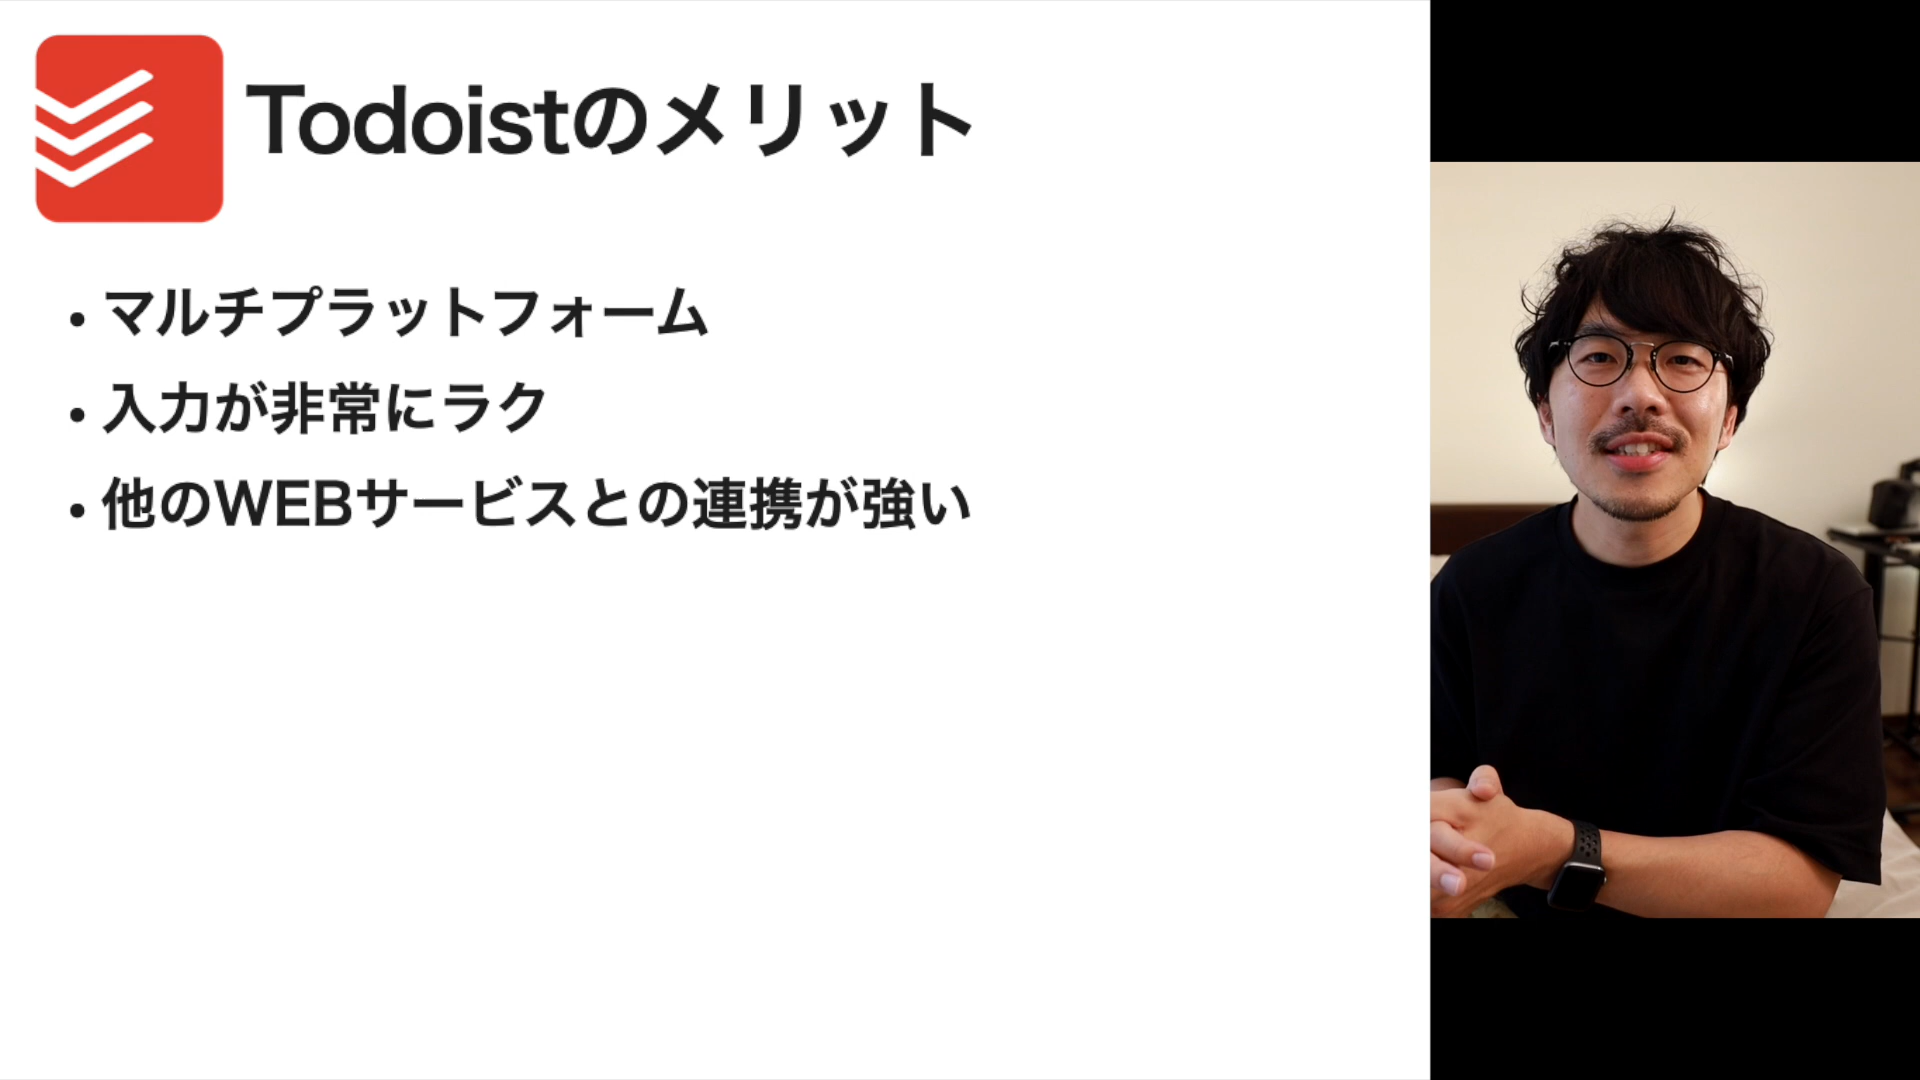 Todoistのメリット
• マルチプラットフォーム
• 入力が非常にラク
• 他のWEBサービスとの連携が強い